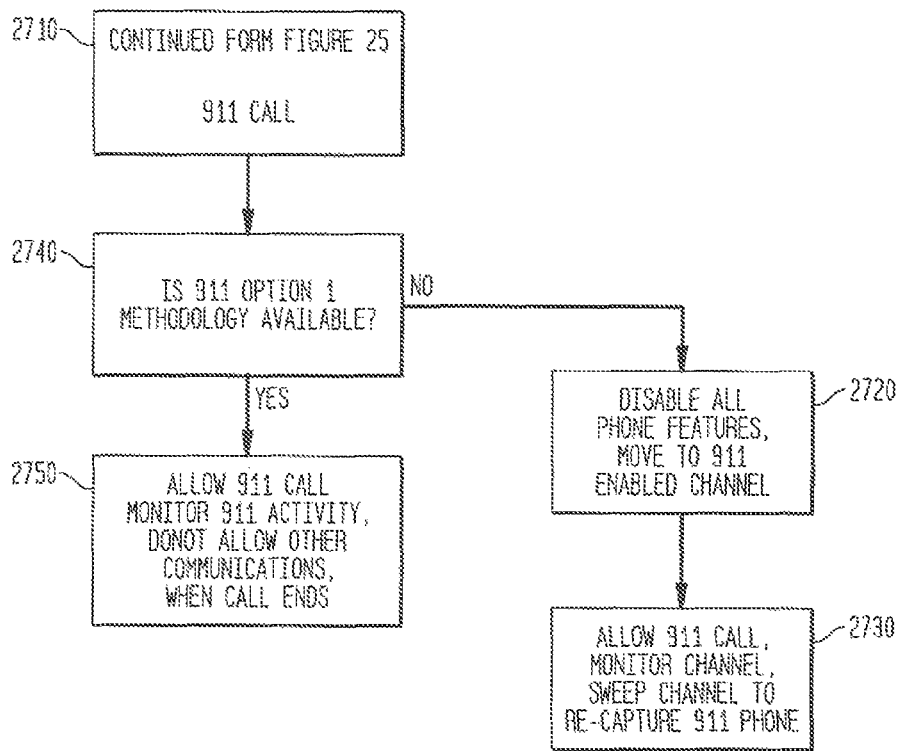 2710
CONTINUED FORM FIGURE 25
911 CALL
2740
IS 911 OPTION 1
METHODOLOGY AVAILABLE?
NO
YES
2720
DISABLE ALL
PHONE FEATURES,
MOVE TO 911
ENABLED CHANNEL
2750
ALLOW 911 CALL
MONITOR 911 ACTIVITY,
DONOT ALLOW OTHER
COMMUNICATIONS,
WHEN CALL ENDS
2730
ALLOW 911 CALL,
MONITOR CHANNEL,
SWEEP CHANNEL TO
RE-CAPTURE 911 PHONE